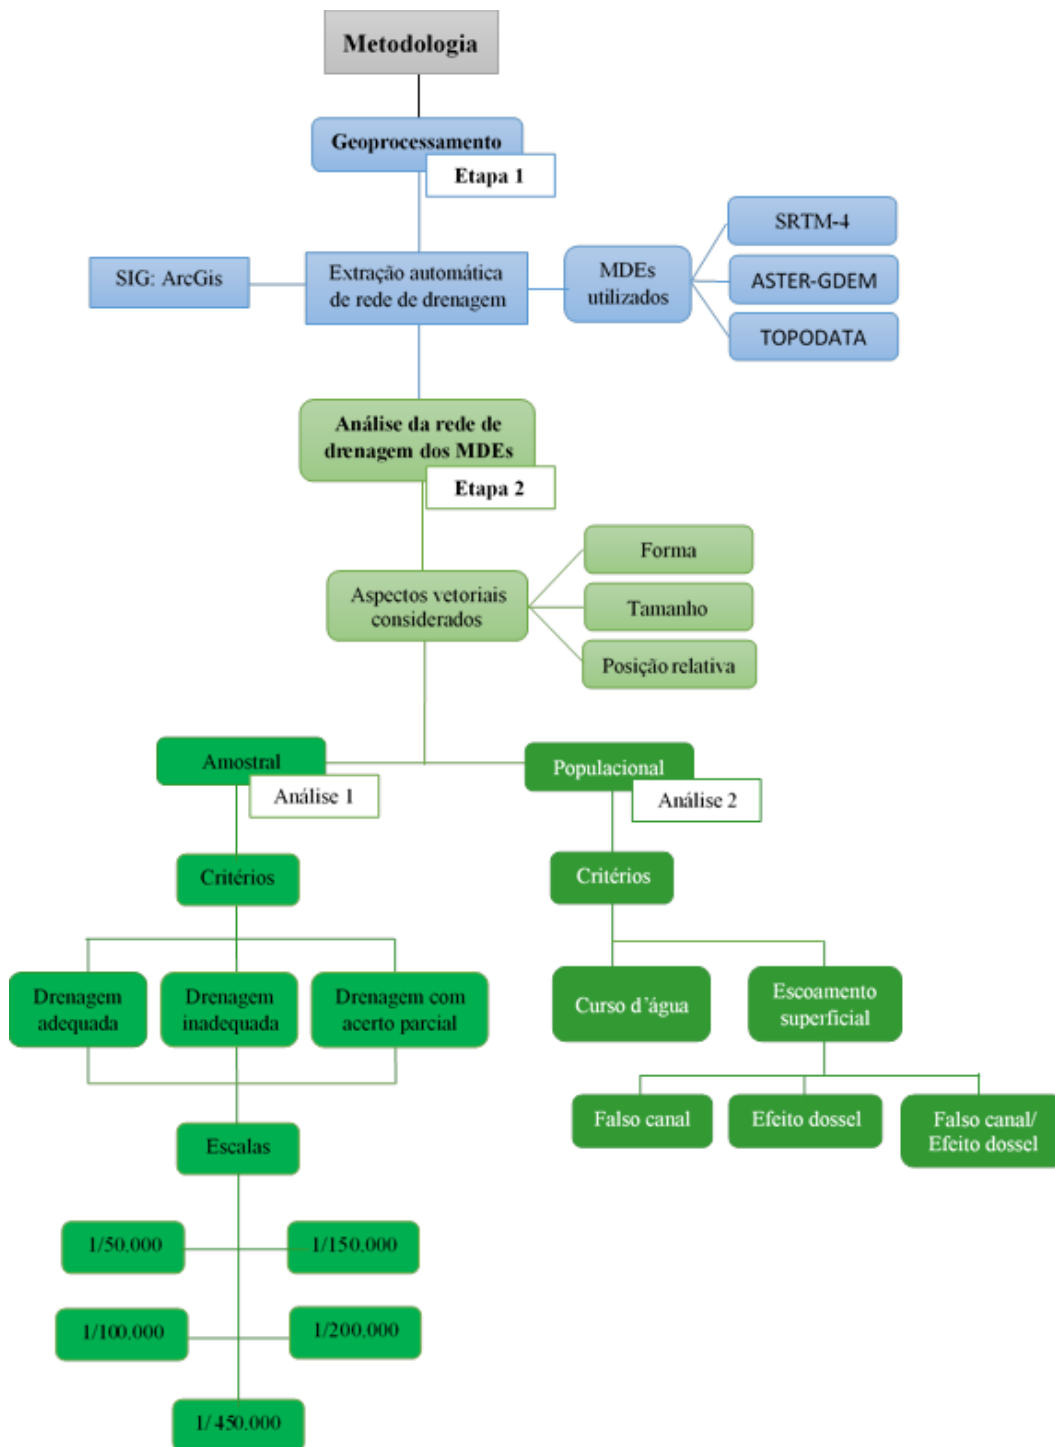 Metodologia
Geoprocessamento
Etapa 1
SRTM-4
SIG: ArcGis
Extração automática
de rede de drenagem
MDEs
utilizados
ASTER-GDEM
TOPODATA
Análise da rede de
drenagem dos MDEs
Etapa 2
Forma
Aspectos vetoriais
considerados
Tamanho
Posição relativa
Amostral
Análise 1
Populacional
Análise 2
Critérios
Critérios
Drenagem
adequada
Drenagem
inadequada
Drenagem com
acerto parcial
Curso d´água
Escoamento
superficial
Falso canal
Efeito dossel
Falso canal/
Efeito dossel
Escalas
1/50.000
1/150.000
1/100.000
1/200.000
1/ 450.000